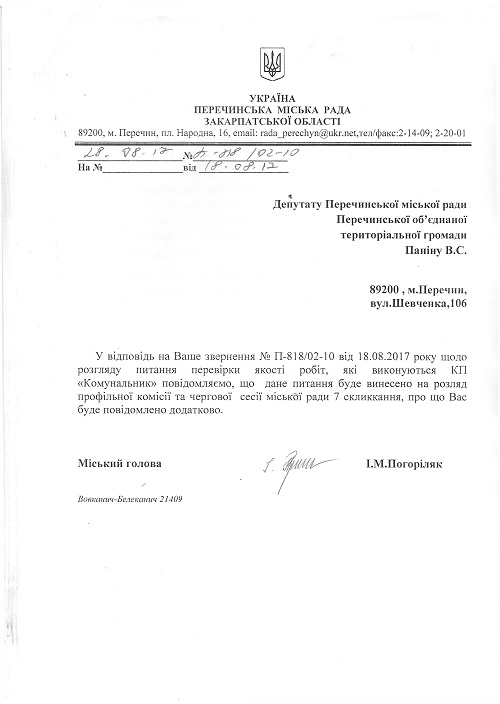 УКРАЇНА
ПЕРЕЧИНСЬКА МІСЬКА РАДА
ЗАКАРПАТСЬКОЇ ОБЛАСТІ
89200, м. Перечин, пл. Народна, 16, email: rada_perechyn@ukr.net,тел/факс:2-14-09; 2-20-01
28. 08.17 № П-818/02-10
На № від 18.08.17
Депутату Перечинської міської ради
Перечинської об’єднаної
територіальної громади
Паніну В.С.
89200 , м.Перечин,
вул.Шевченка,106
У відповідь на Ваше звернення № П-818/02-10 від 18.08.2017 року щодо
розгляду питання перевірки якості робіт, які виконуються КП
«Комунальник» повідомляємо, що дане питання буде винесено на розляд
профільної комісії та чергової сесії міської ради 7 скликкання, про що Вас
буде повідомлено додатково.
Міський голова І.М.Погоріляк
Вовканич-Белеканич 21409